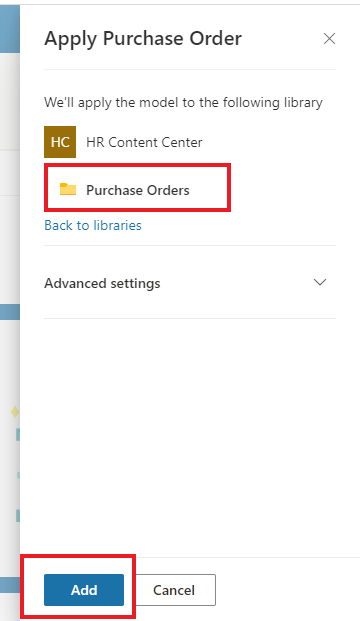 Apply Purchase Order
We'll apply the model to the following library
HC HR Content Center
Purchase Orders
Back to libraries
Advanced settings
Add Cancel